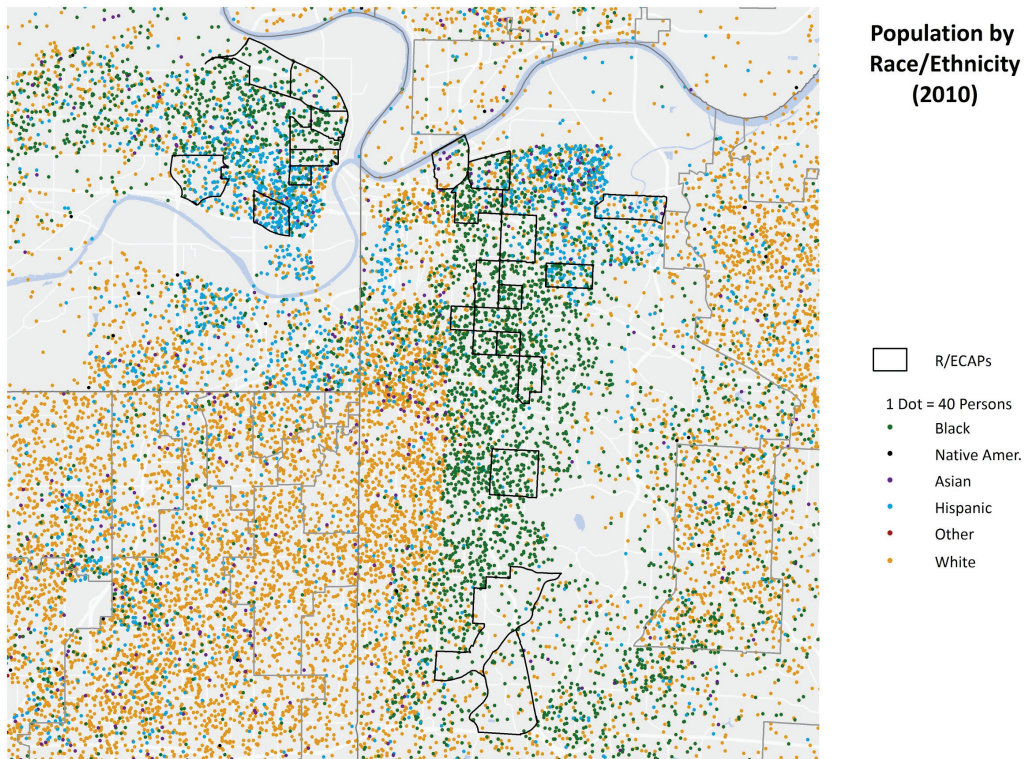 Population by
Race/Ethnicity
(2010)
R/ECAPs
1 Dot = 40 Persons
Black
Native Amer.
Asian
Hispanic
Other
White